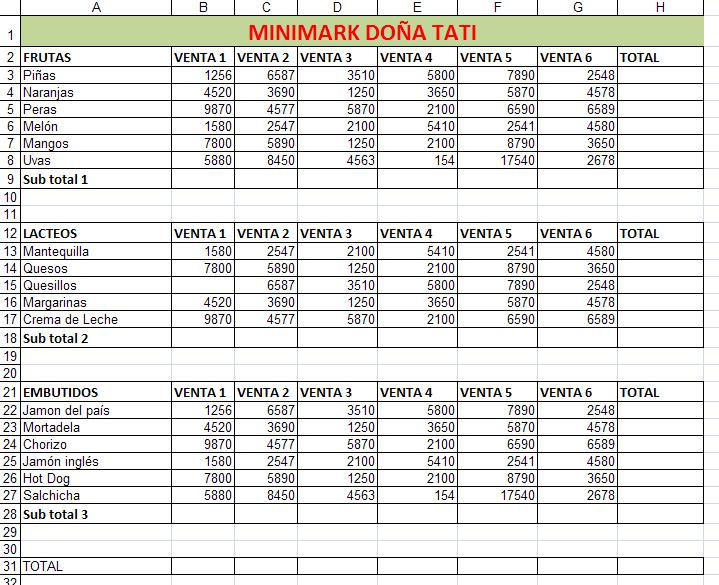 A B C D E F G H
1 MINIMARK DOÑA TATI
2 FRUTAS VENTA 1 VENTA 2 VENTA 3 VENTA 4 VENTA 5 VENTA 6 TOTAL
3 Piñas 1256 6587 3510 5800 7890 2548
4 Naranjas 4520 3690 1250 3650 5870 4578
5 Peras 9870 4577 5870 2100 6590 6589
6 Melón 1580 2547 2100 5410 2541 4580
7 Mangos 7800 5890 1250 2100 8790 3650
8 Uvas 5880 8450 4563 154 17540 2678
9 Sub total 1
10
11
12 LACTEOS VENTA 1 VENTA 2 VENTA 3 VENTA 4 VENTA 5 VENTA 6 TOTAL
13 Mantequilla 1580 2547 2100 5410 2541 4580
14 Quesos 7800 5890 1250 2100 8790 3650
15 Quesillos 6587 3510 5800 7890 2548
16 Margarinas 4520 3690 1250 3650 5870 4578
17 Crema de Leche 9870 4577 5870 2100 6590 6589
18 Sub total 2
19
20
21 EMBUTIDOS VENTA 1 VENTA 2 VENTA 3 VENTA 4 VENTA 5 VENTA 6 TOTAL
22 Jamon del país 1256 6587 3510 5800 7890 2548
23 Mortadela 4520 3690 1250 3650 5870 4578
24 Chorizo 9870 4577 5870 2100 6590 6589
25 Jamón inglés 1580 2547 2100 5410 2541 4580
26 Hot Dog 7800 5890 1250 2100 8790 3650
27 Salchicha 5880 8450 4563 154 17540 2678
28 Sub total 3
29
30
31 TOTAL
32